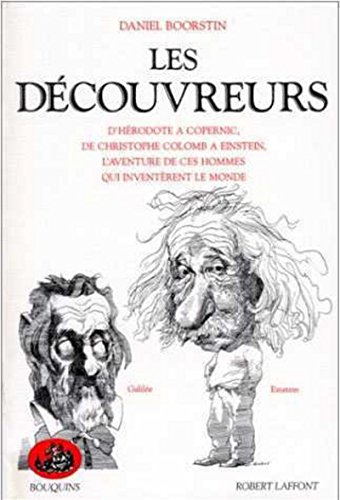 DANIEL BOORSTIN
LES
DÉCOUVREURS
D'HÉRODOTE A COPERNIC,
DE CHRISTOPHE COLOMB A EINSTEIN,
L'AVENTURE DE CES HOMMES
QUI INVENTÈRENT LE MONDE
Galilée
Einstein
BOUQUINS
ROBERT LAFFONT